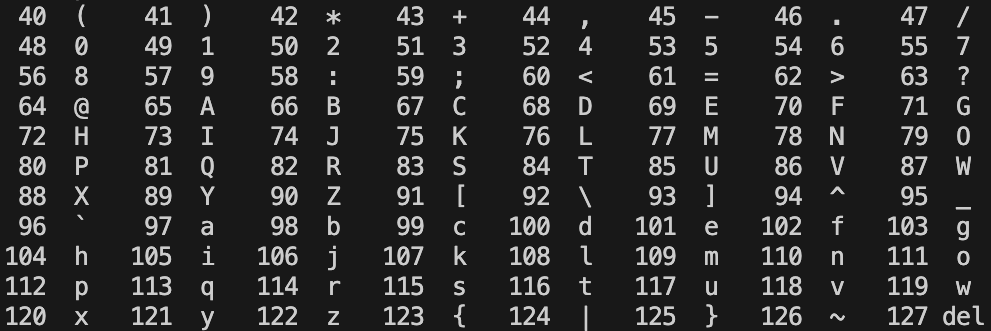 40 ( 41 ) 42 * 43 + 44 , 45 - 46 . 47 /
48 0 49 1 50 2 51 3 52 4 53 5 54 6 55 7
56 8 57 9 58 : 59 ; 60 < 61 = 62 > 63 ?
64 @ 65 A 66 B 67 C 68 D 69 E 70 F 71 G
72 H 73 I 74 J 75 K 76 L 77 M 78 N 79 O
80 P 81 Q 82 R 83 S 84 T 85 U 86 V 87 W
88 X 89 Y 90 Z 91 [ 92 \ 93 ] 94 ^ 95 _
96 ` 97 a 98 b 99 c 100 d 101 e 102 f 103 g
104 h 105 i 106 j 107 k 108 l 109 m 110 n 111 o
112 p 113 q 114 r 115 s 116 t 117 u 118 v 119 w
120 x 121 y 122 z 123 { 124 | 125 } 126 ~ 127 del